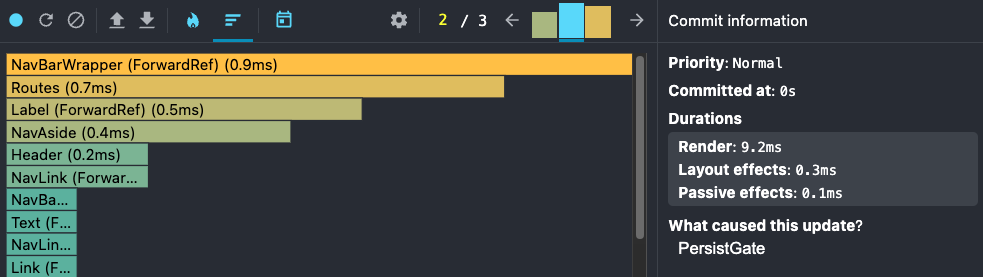 2 / 3
Commit information
NavBarWrapper (ForwardRef) (0.9ms)
Routes (0.7ms)
Label (ForwardRef) (0.5ms)
NavAside (0.4ms)
Header (0.2ms)
NavLink (Forwar...
NavBa...
Text (F...
NavLin...
Link (F...
Priority: Normal
Committed at: 0s
Durations
Render: 9.2ms
Layout effects: 0.3ms
Passive effects: 0.1ms
What caused this update?
PersistGate